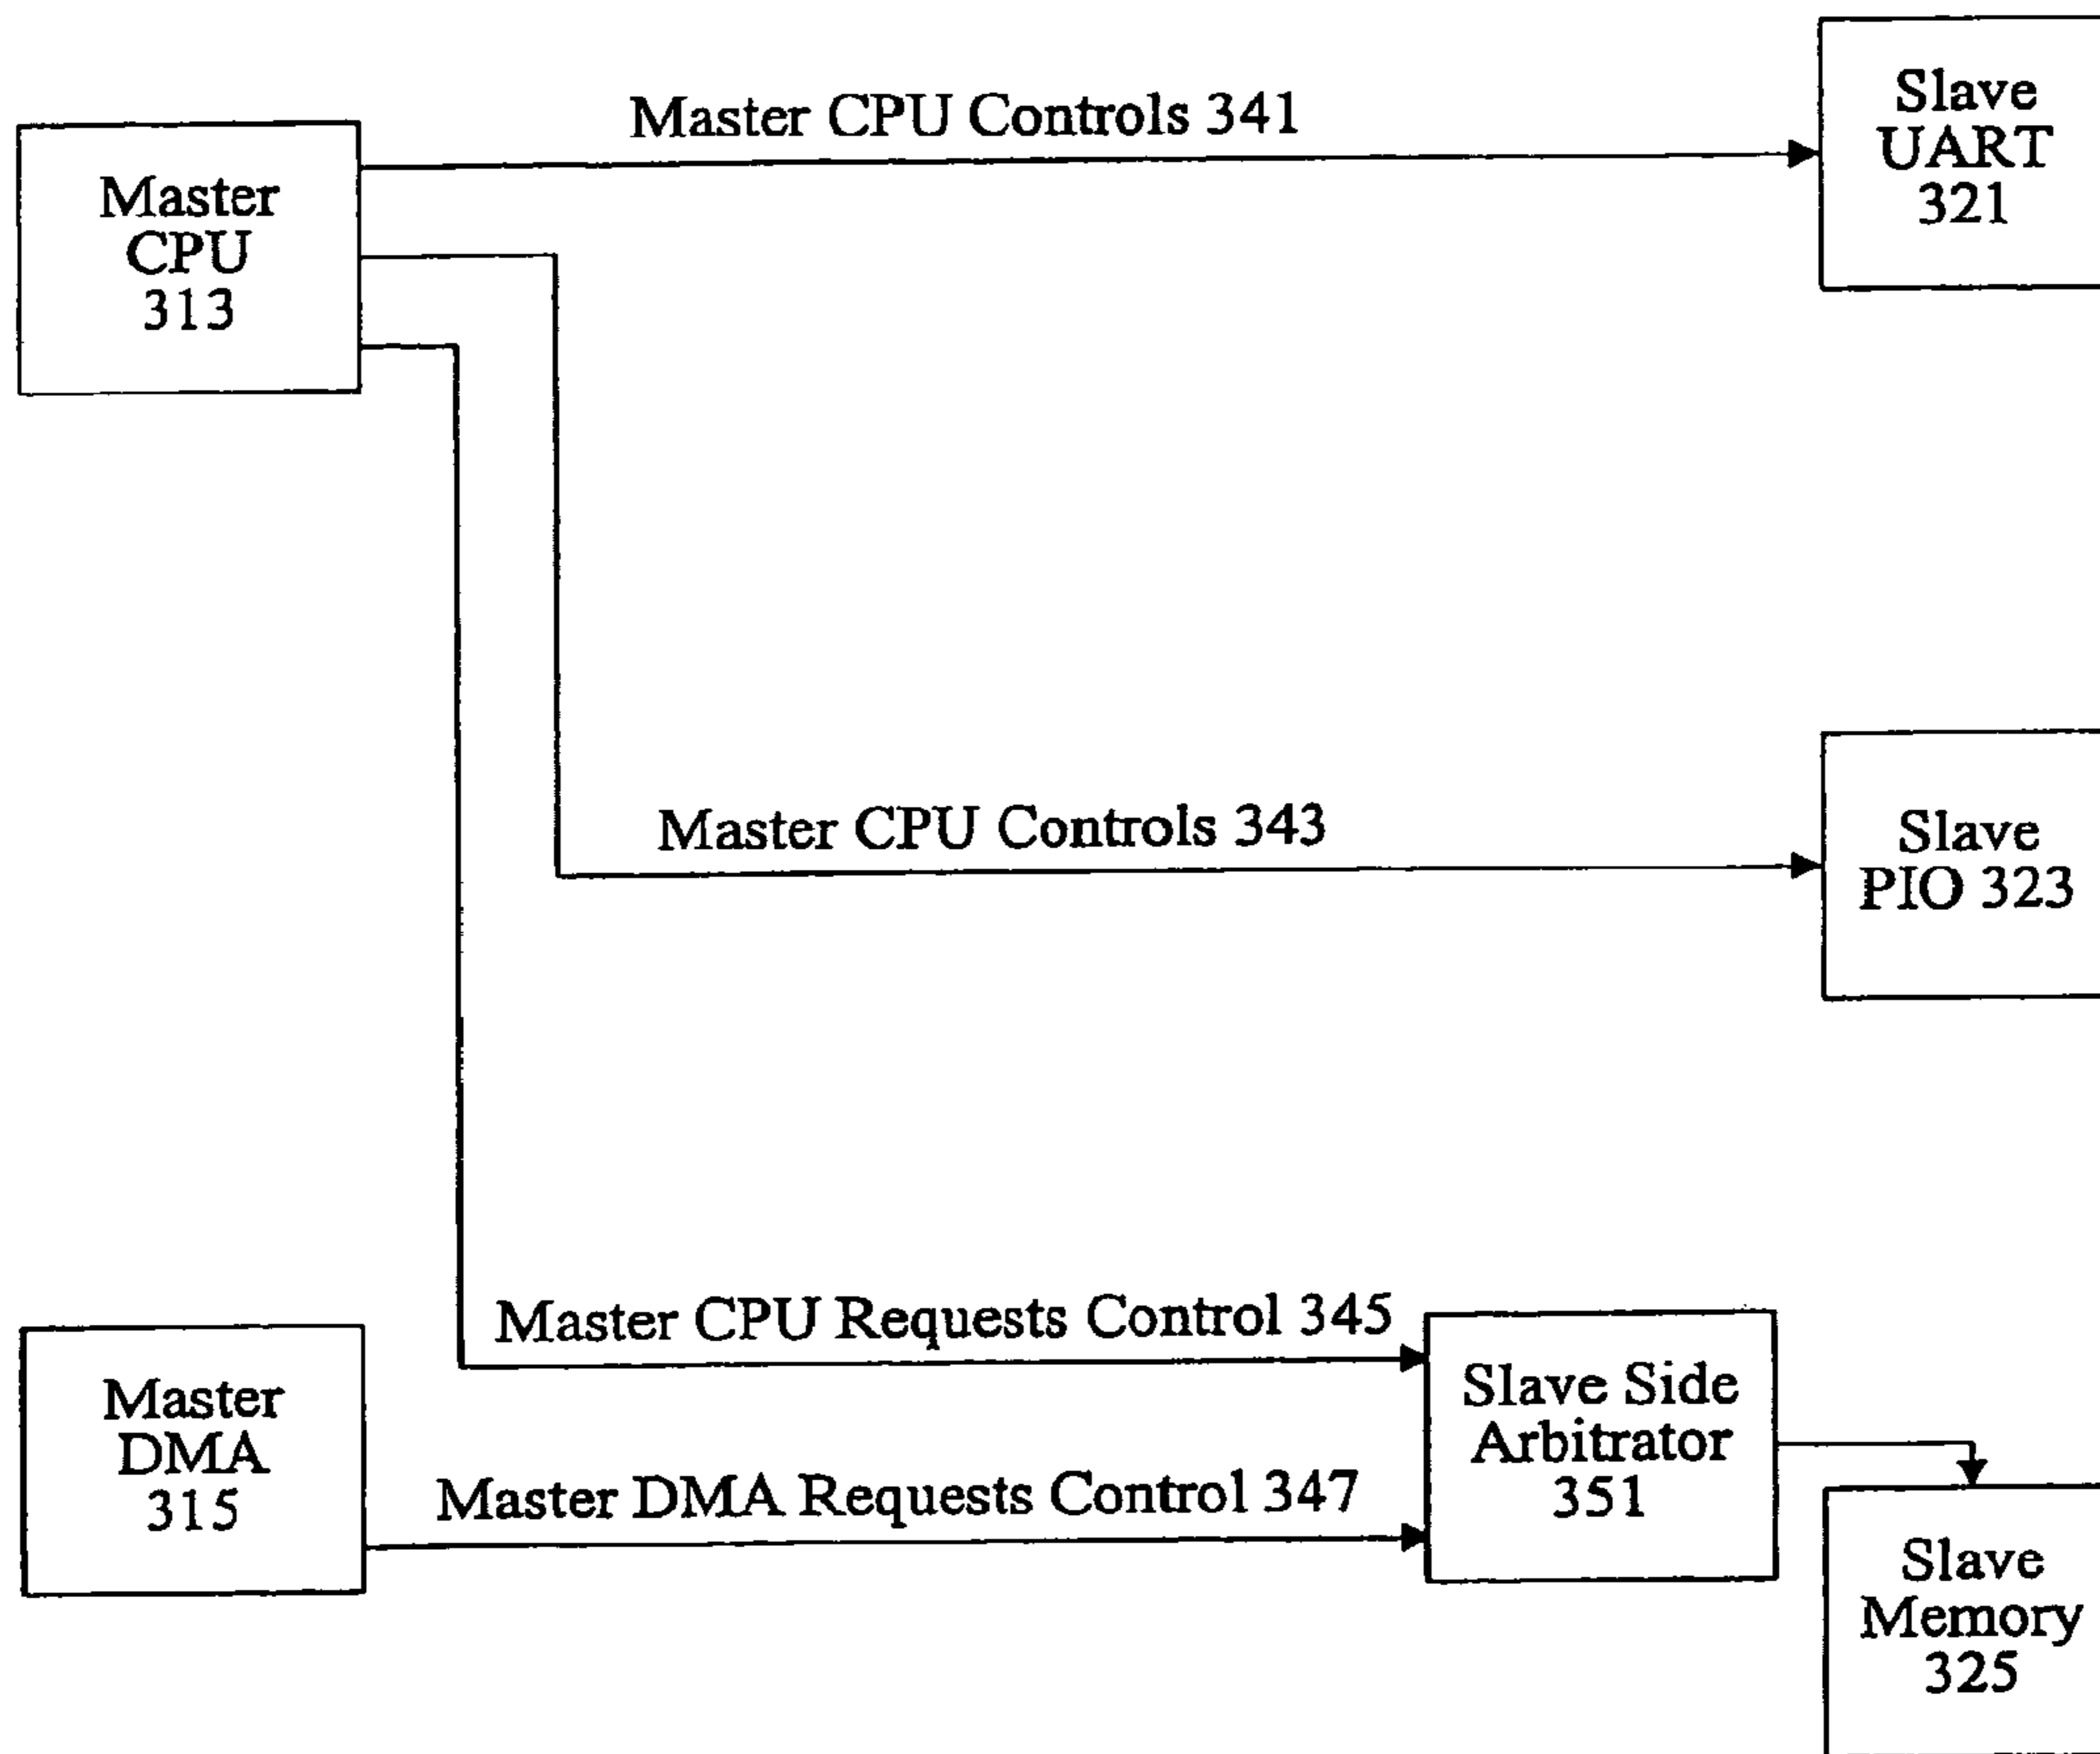 Master CPU Controls 341
Slave
UART
321
Master
CPU
313
Master CPU Controls 343
Slave
PIO 323
Master CPU Requests Control 345
Master
DMA
315
Master DMA Requests Control 347
Slave Side
Arbitrator
351
Slave
Memory
325